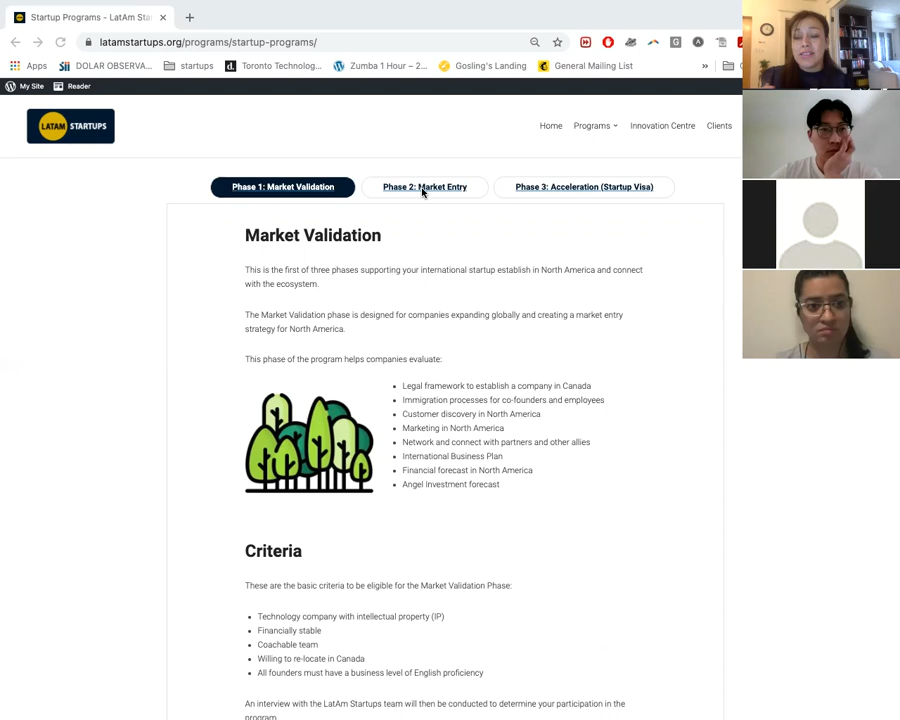 Startup Programs - LatAm Sta
latamstartups.org/programs/startup-programs/
Apps
DOLAR OBSERVA...
startups
Toronto Technolog...
Zumba 1 Hour – 2...
Gosling's Landing
General Mailing List
»
My Site
Reader
LATAM STARTUPS
Home
Programs
Innovation Centre
Clients
Phase 1: Market Validation
Phase 2: Market Entry
Phase 3: Acceleration (Startup Visa)
Market Validation
This is the first of three phases supporting your international startup establish in North America and connect
with the ecosystem.
The Market Validation phase is designed for companies expanding globally and creating a market entry
strategy for North America.
This phase of the program helps companies evaluate:
Legal framework to establish a company in Canada
Immigration processes for co-founders and employees
Customer discovery in North America
Marketing in North America
Network and connect with partners and other allies
International Business Plan
Financial forecast in North America
Angel investment forecast
Criteria
These are the basic criteria to be eligible for the Market Validation Phase:
Technology company with intellectual property (IP)
Financially stable
Coachable team
Willing to re-locate in Canada
All founders must have a business level of English proficiency
An interview with the LatAm Startups team will then be conducted to determine your participation in the
program.